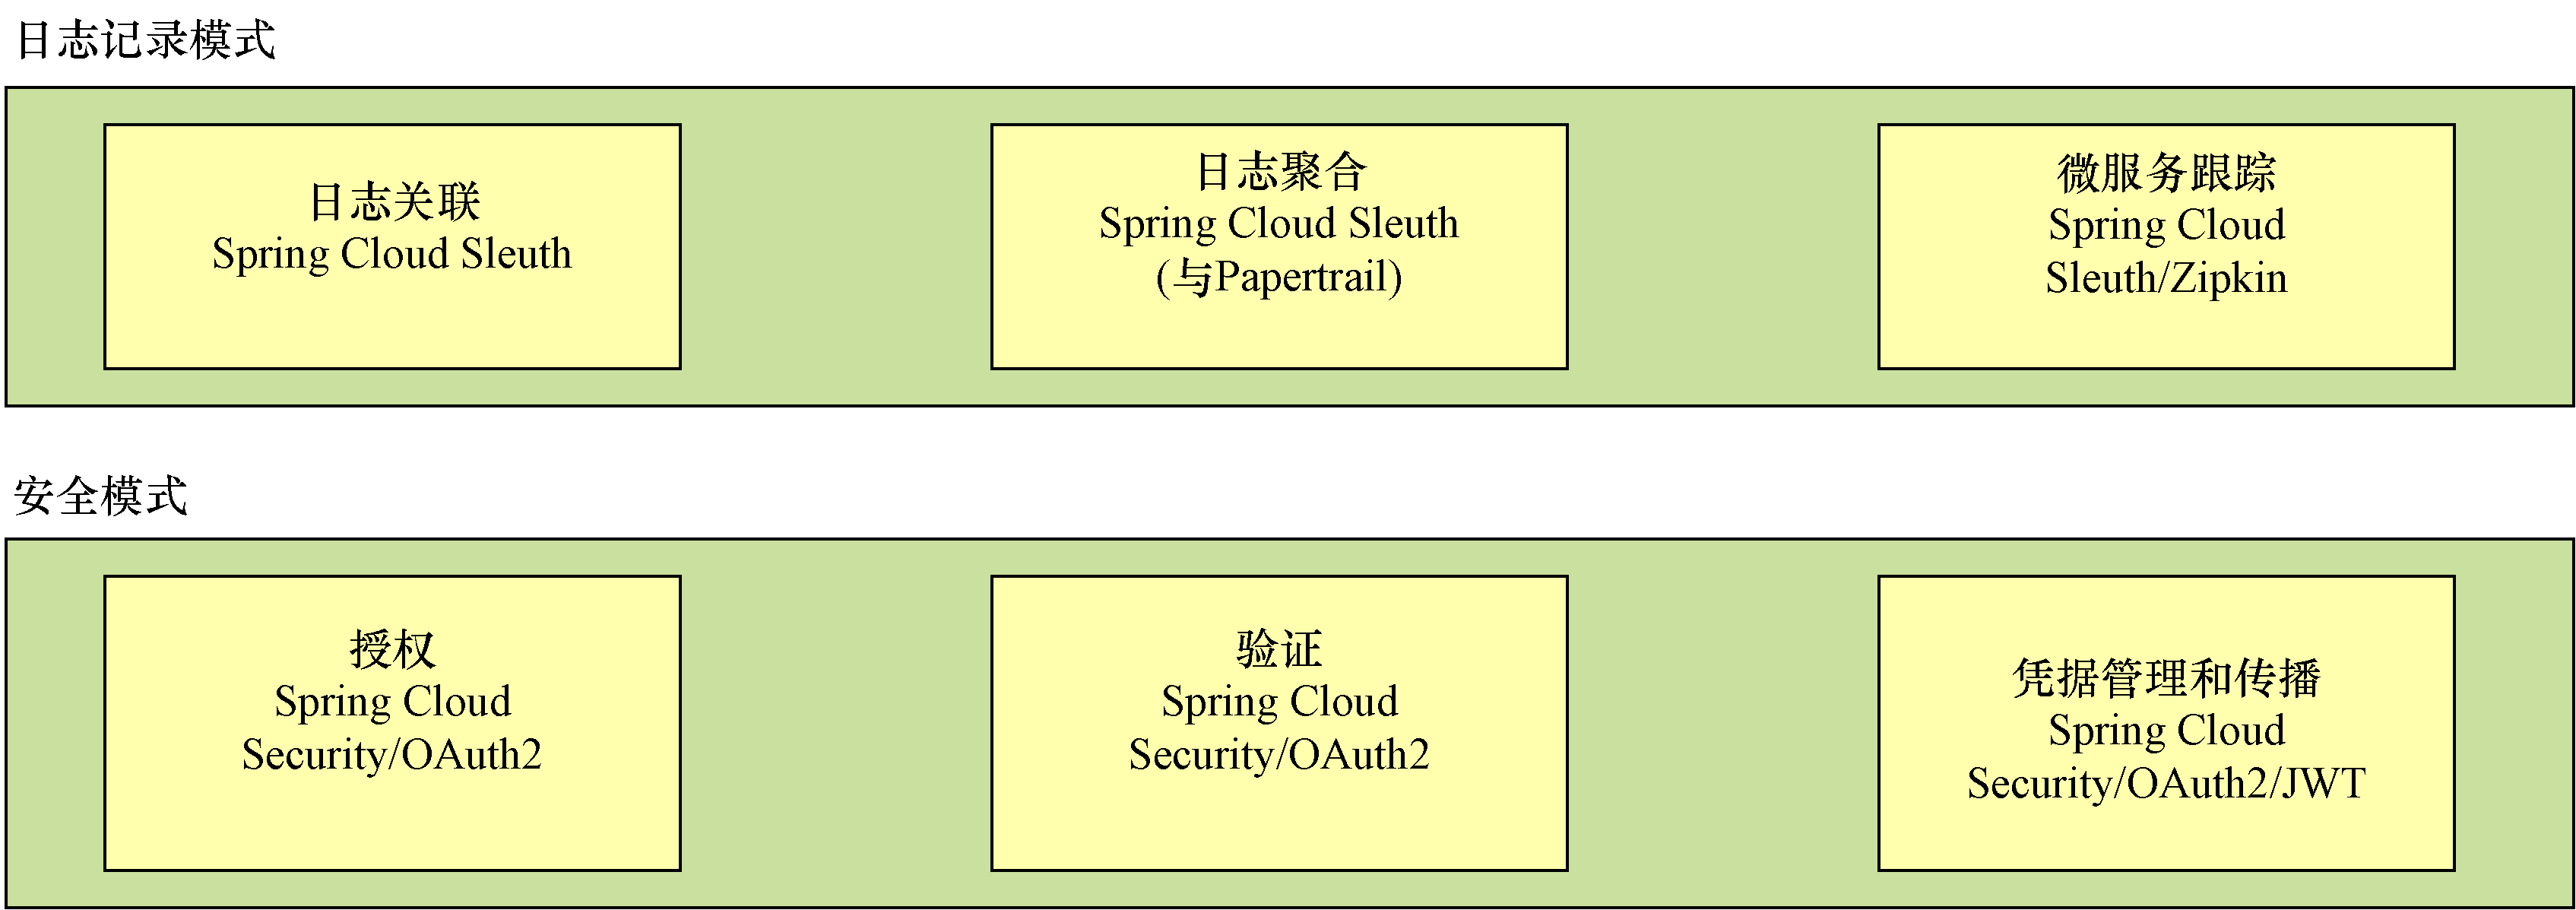 日志记录模式
日志关联
Spring Cloud Sleuth
日志聚合
Spring Cloud Sleuth
(与Papertrail)
微服务跟踪
Spring Cloud
Sleuth/Zipkin
安全模式
授权
Spring Cloud
Security/OAuth2
验证
Spring Cloud
Security/OAuth2
凭据管理和传播
Spring Cloud
Security/OAuth2/JWT